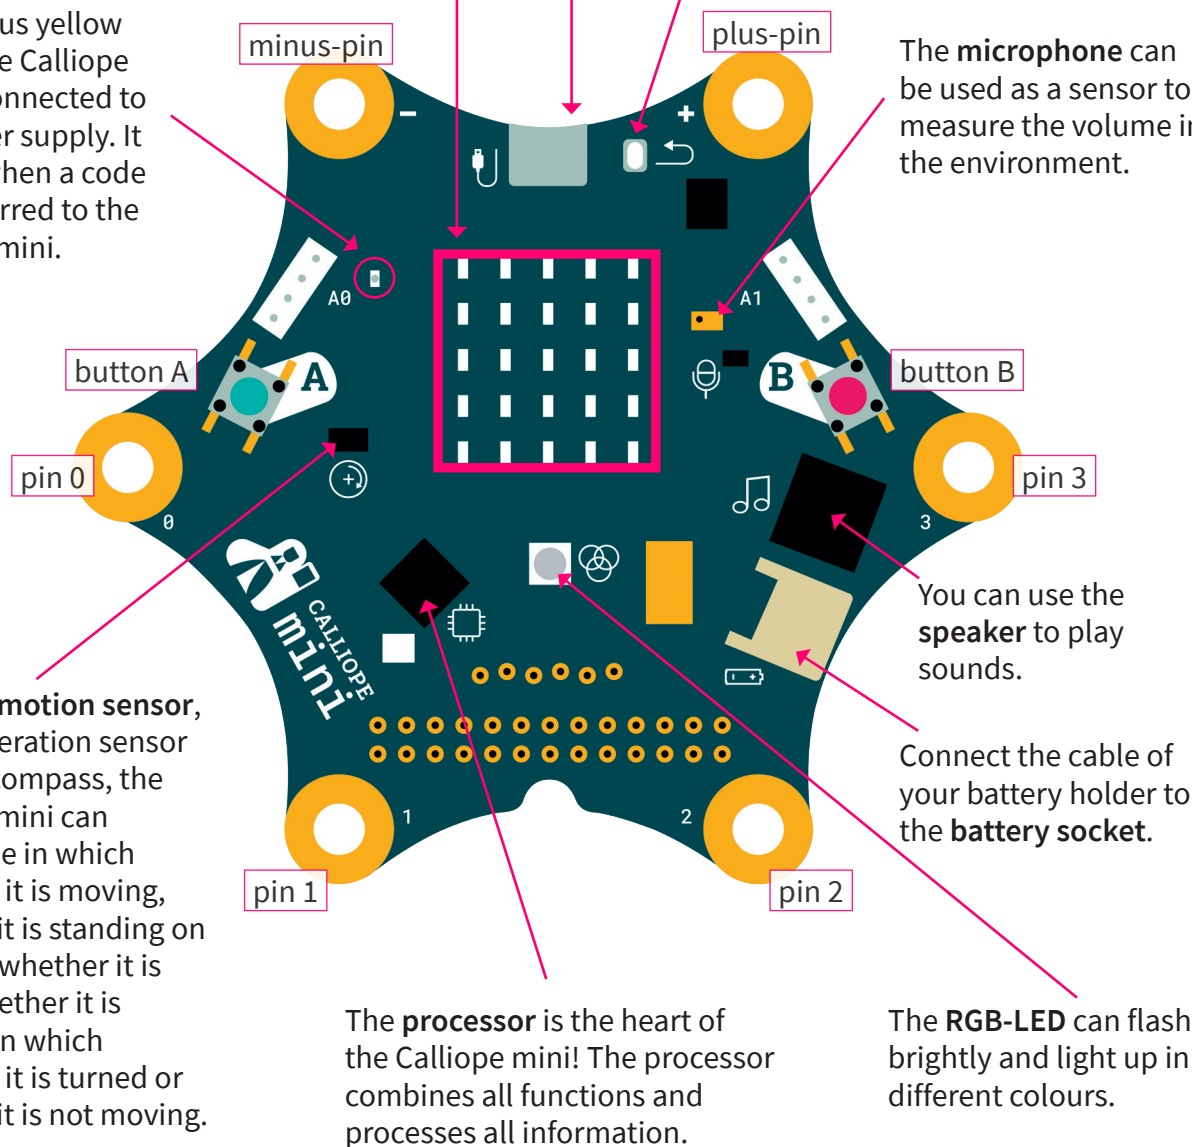 us yellow
e Calliope
onnected to
er supply. It
when a code
rred to the
mini.
minus-pin
plus-pin
The microphone can
be used as a sensor to
measure the volume in
the environment.
−
+
A0
A1
button A
A
B
button B
pin 0
0
3
pin 3
CALLIOPE
mini
You can use the
speaker to play
sounds.
motion sensor,
eration sensor
compass, the
mini can
e in which
it is moving,
it is standing on
whether it is
ether it is
n which
it is turned or
it is not moving.
Connect the cable of
your battery holder to
the battery socket.
1
2
pin 1
pin 2
The processor is the heart of
the Calliope mini! The processor
combines all functions and
processes all information.
The RGB-LED can flash
brightly and light up in
different colours.